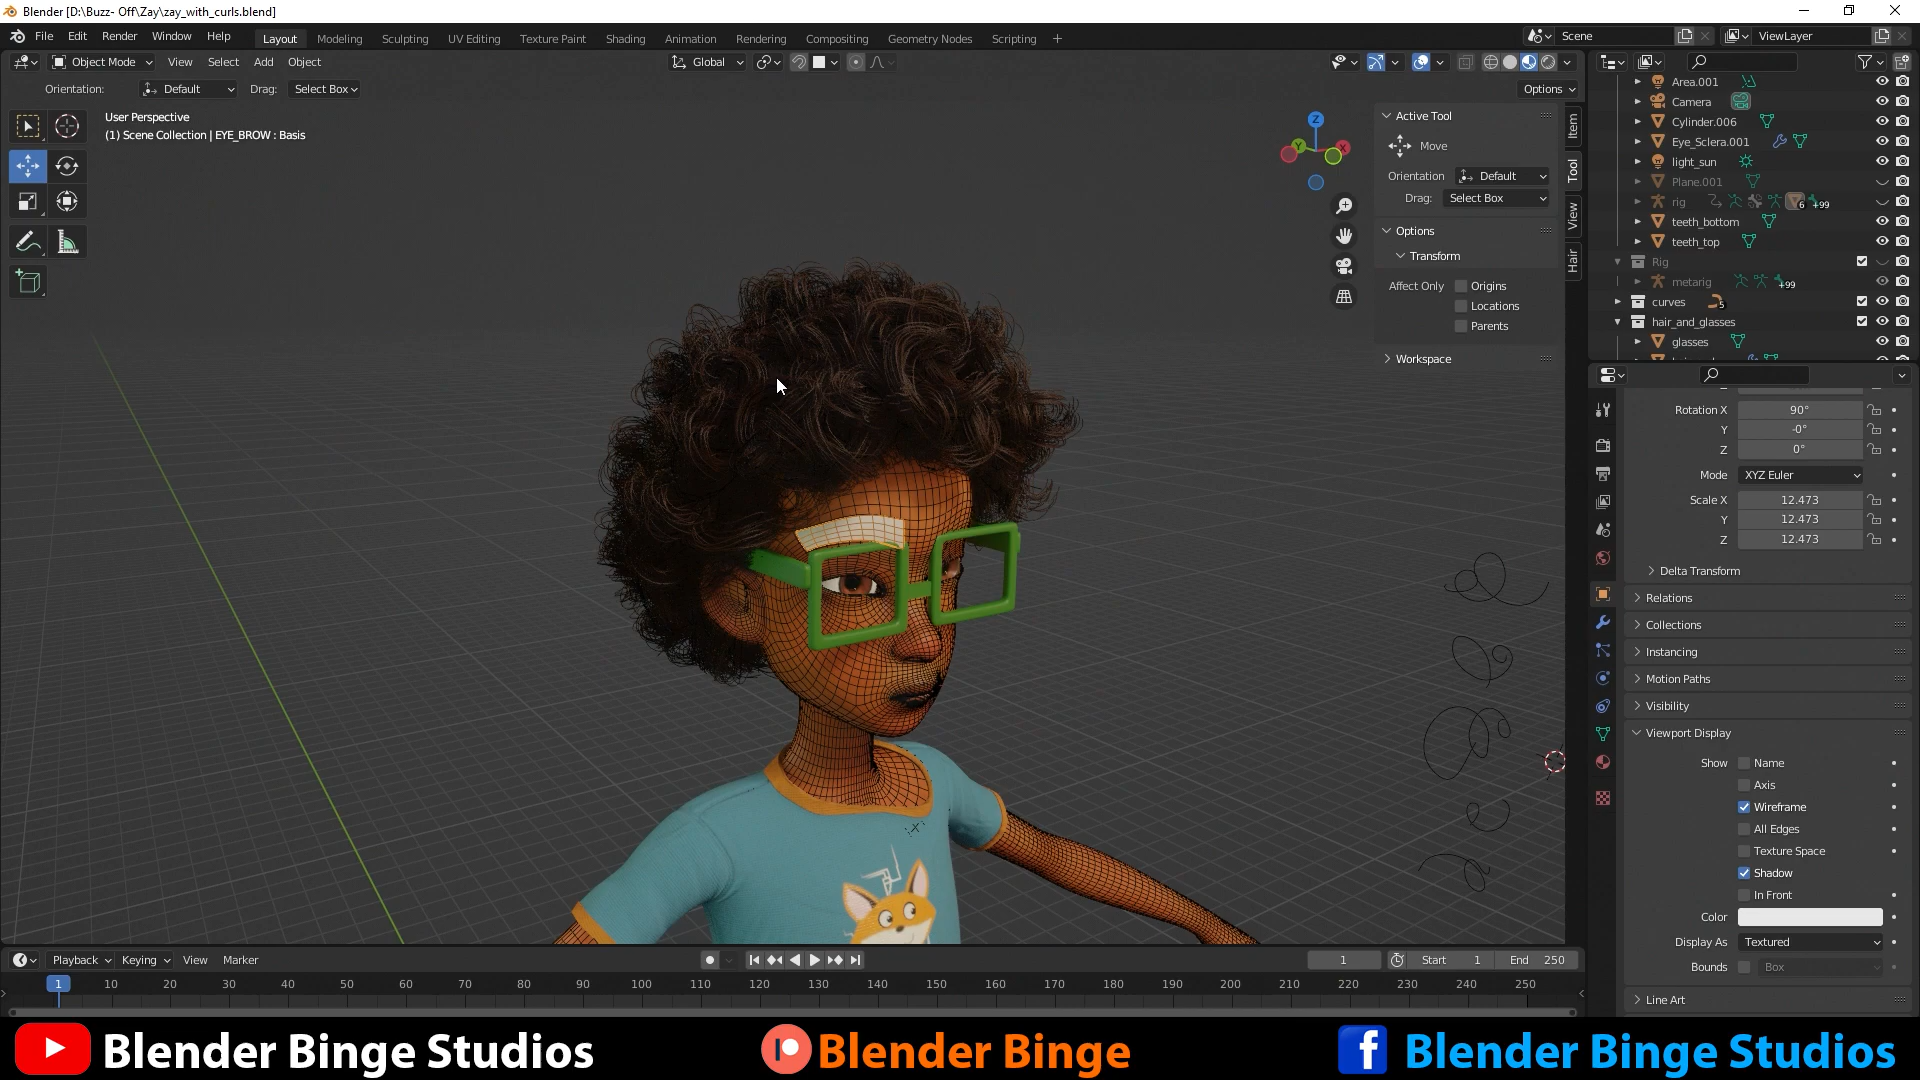 Blender [D:\Buzz- Off\Zay\zay_with_curls.blend]
File Edit Render Window Help Layout Modeling Sculpting UV Editing Texture Paint Shading Animation Rendering Compositing Geometry Nodes Scripting + Scene ViewLayer
Object Mode View Select Add Object Global
Orientation: Default Drag: Select Box Options
User Perspective
(1) Scene Collection | EYE_BROW : Basis
Z
Y
X
Active Tool
Move
Orientation Default
Drag: Select Box
Options
Transform
Affect Only Origins
Locations
Parents
Workspace
Item
Tool
View
Hair
Area.001
Camera
Cylinder.006
Eye_Sclera.001
light_sun
Plane.001
rig 6 +99
teeth_bottom
teeth_top
Rig
metarig +99
curves 5
hair_and_glasses
glasses
Rotation X 90°
Y -0°
Z 0°
Mode XYZ Euler
Scale X 12.473
Y 12.473
Z 12.473
Delta Transform
Relations
Collections
Instancing
Motion Paths
Visibility
Viewport Display
Show Name
Axis
Wireframe
All Edges
Texture Space
Shadow
In Front
Color
Display As Textured
Bounds Box
Line Art
Playback Keying View Marker 1 Start 1 End 250
1 10 20 30 40 50 60 70 80 90 100 110 120 130 140 150 160 170 180 190 200 210 220 230 240 250
Blender Binge Studios Blender Binge Blender Binge Studios